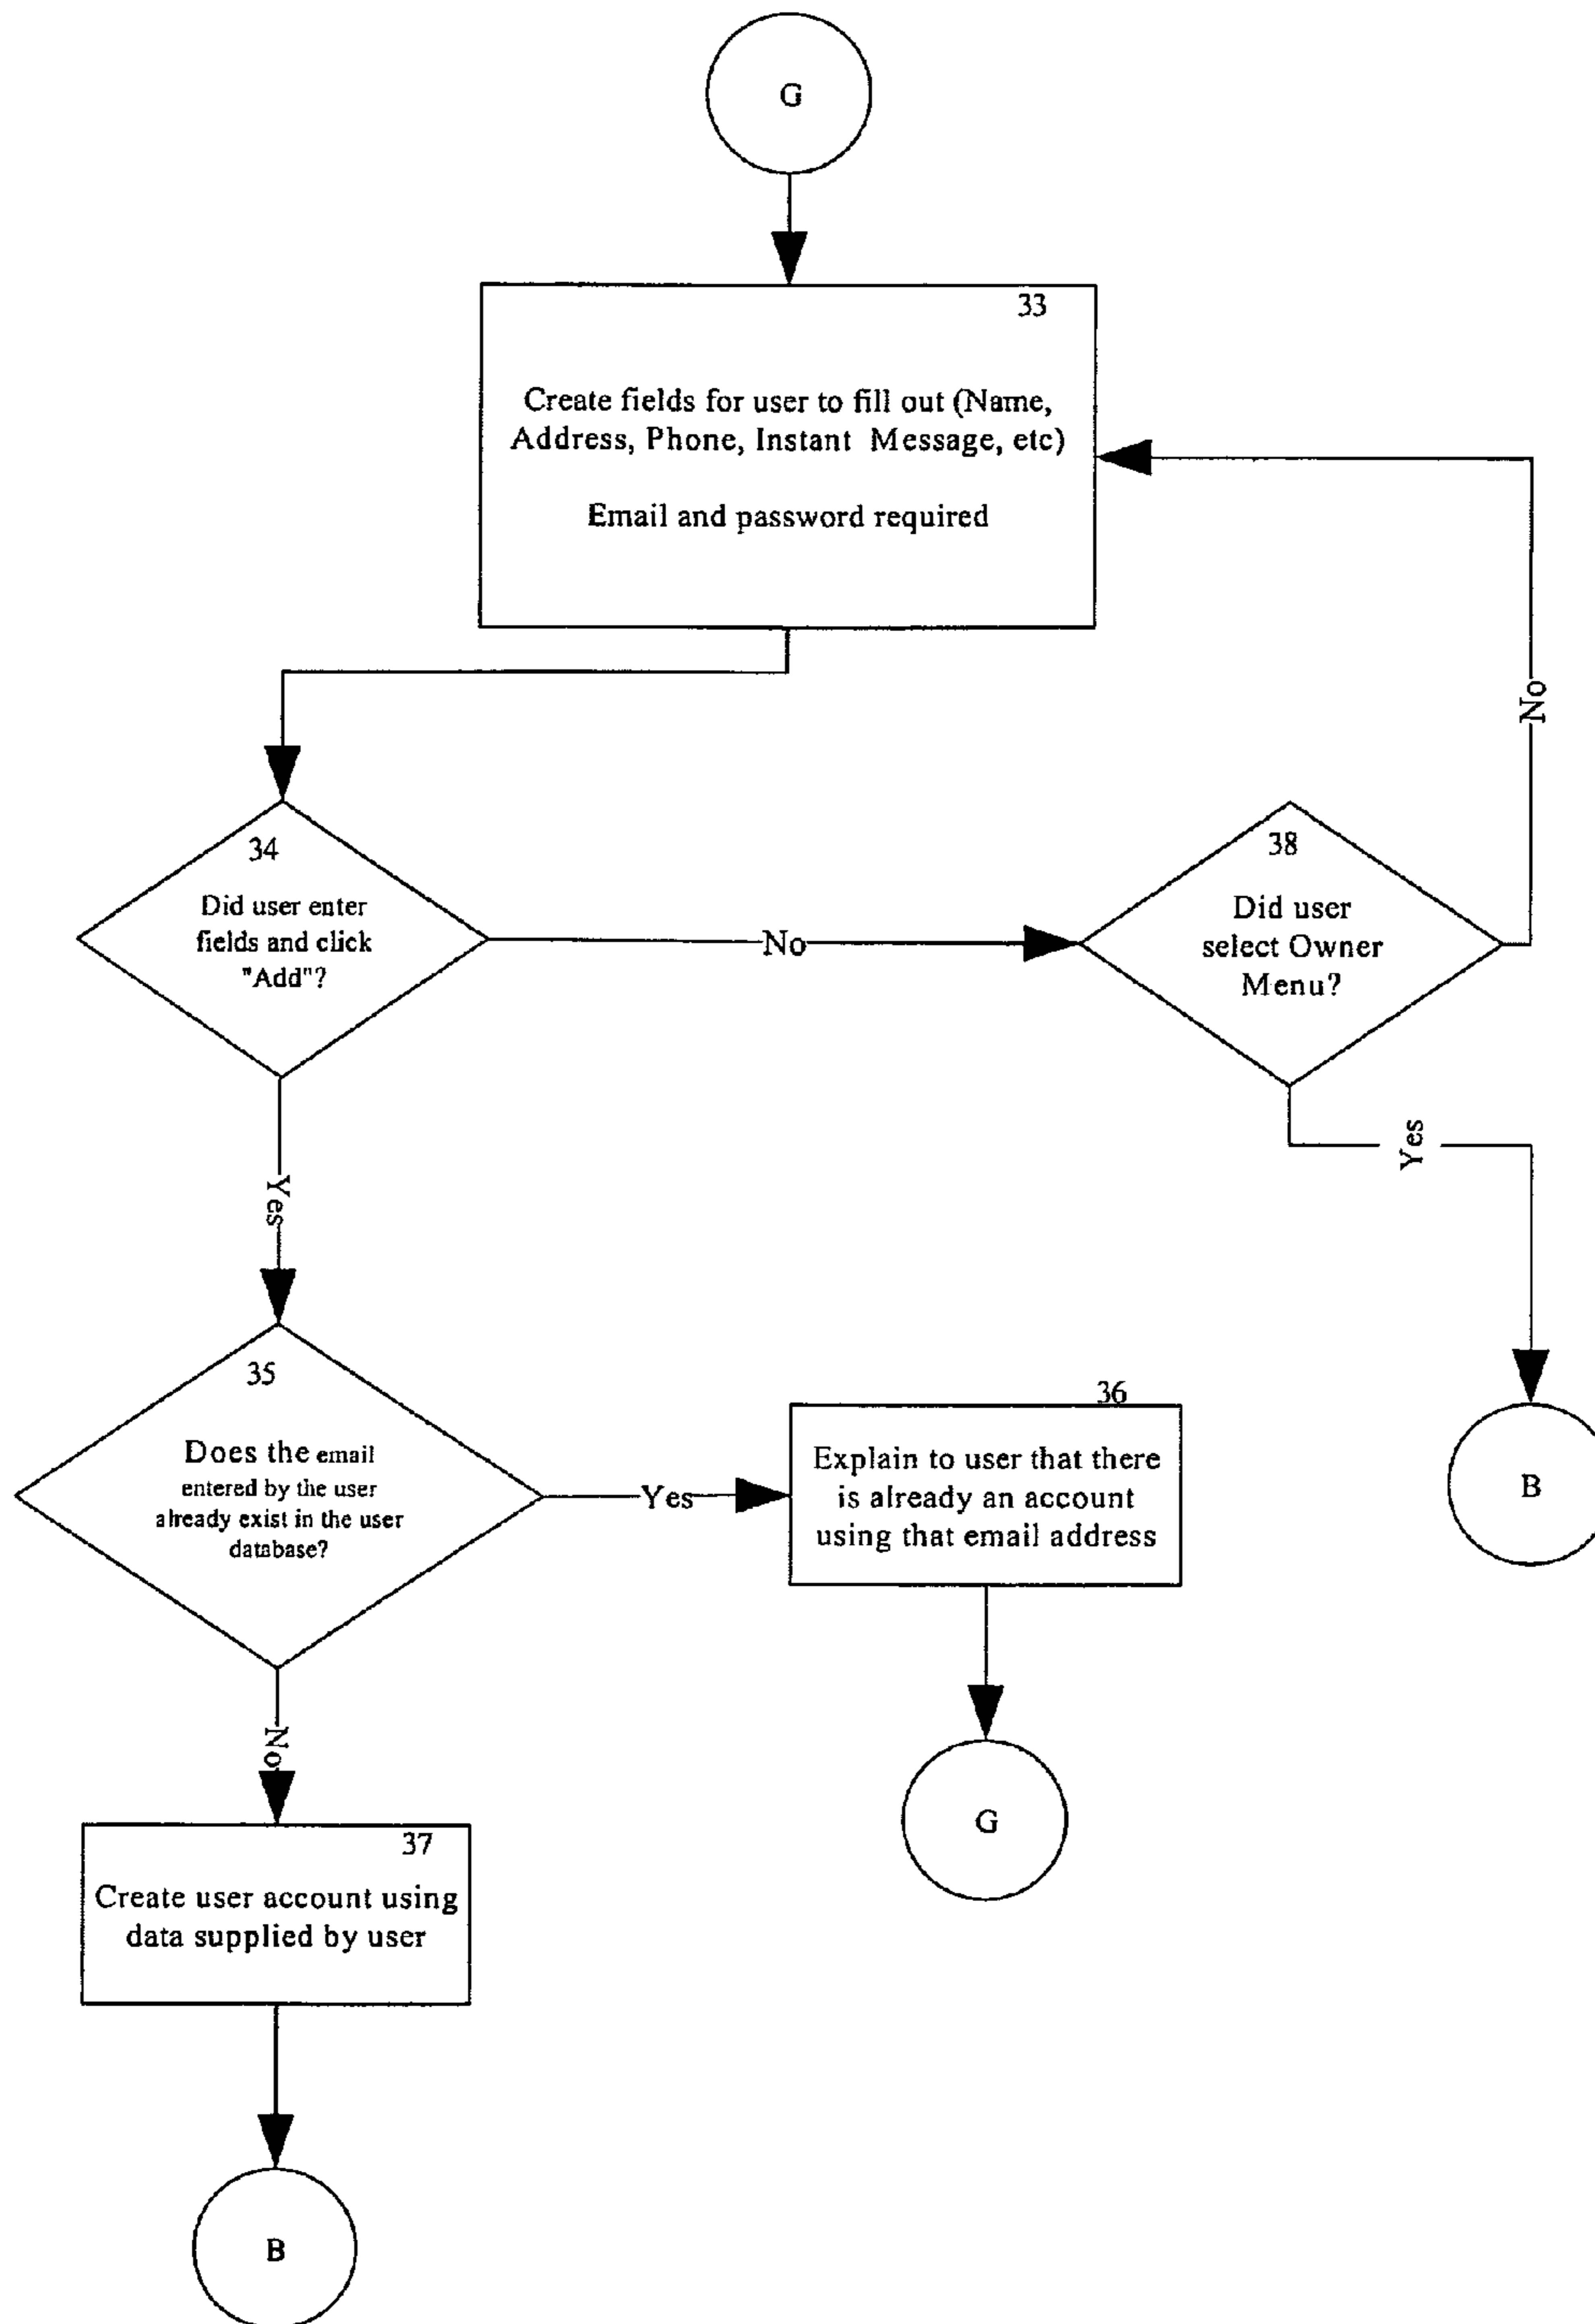 G
33
Create fields for user to fill out (Name,
Address, Phone, Instant Message, etc)
Email and password required
No
34
Did user enter
fields and click
"Add"?
No
38
Did user
select Owner
Menu?
Yes
Yes
35
Does the email
entered by the user
already exist in the user
database?
Yes
36
Explain to user that there
is already an account
using that email address
B
No
G
37
Create user account using
data supplied by user
B